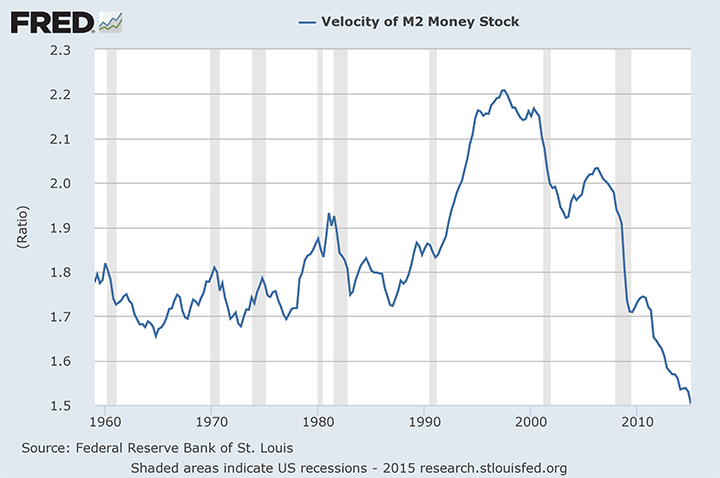 FRED
Velocity of M2 Money Stock
2.3
2.2
2.1
2.0
1.9
1.8
1.7
1.6
1.5
(Ratio)
1960 1970 1980 1990 2000 2010
Source: Federal Reserve Bank of St. Louis
Shaded areas indicate US recessions - 2015 research.stlouisfed.org